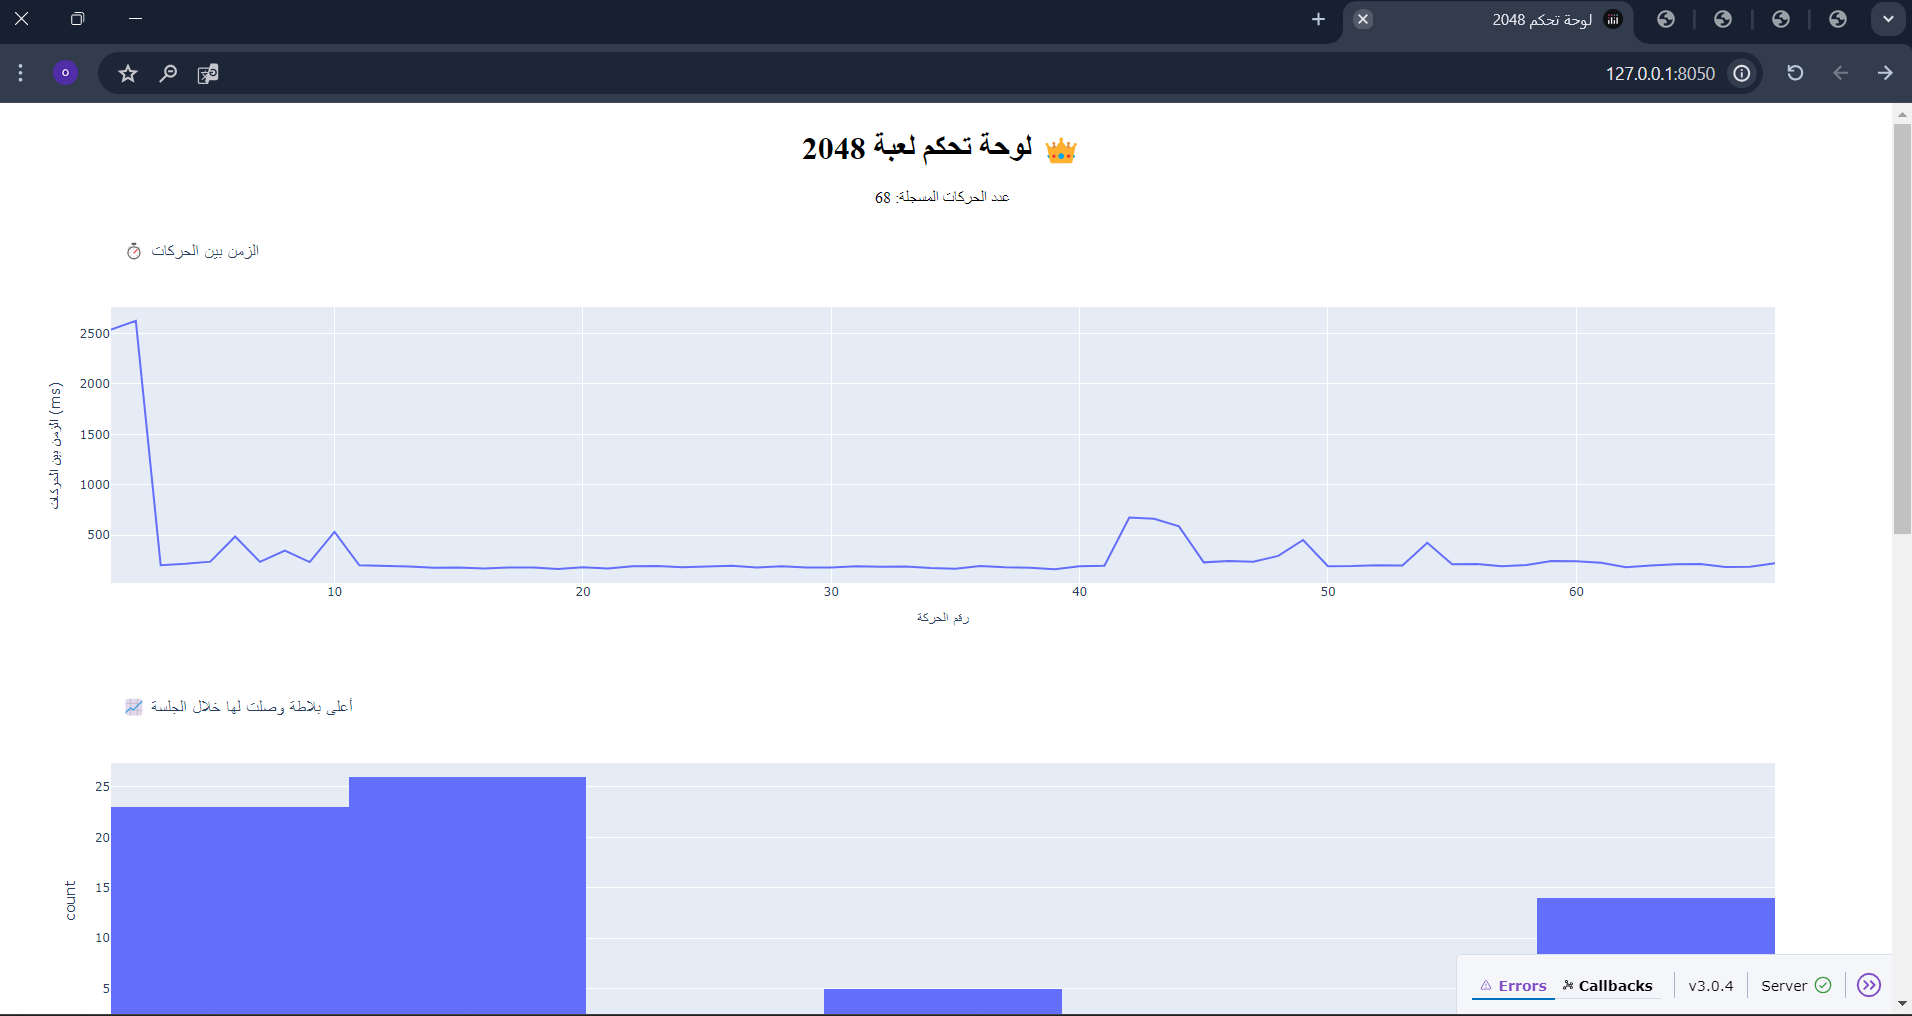 لوحة تحكم 2048
127.0.0.1:8050
لوحة تحكم لعبة 2048
عدد الحركات المسجلة: 68
الزمن بين الحركات
2500
2000
1500
1000
500
الزمن بين الحركات (ms)
10 20 30 40 50 60
رقم الحركة
أعلى بلاطة وصلت لها خلال الجلسة
25
20
15
10
5
count
Errors Callbacks v3.0.4 Server